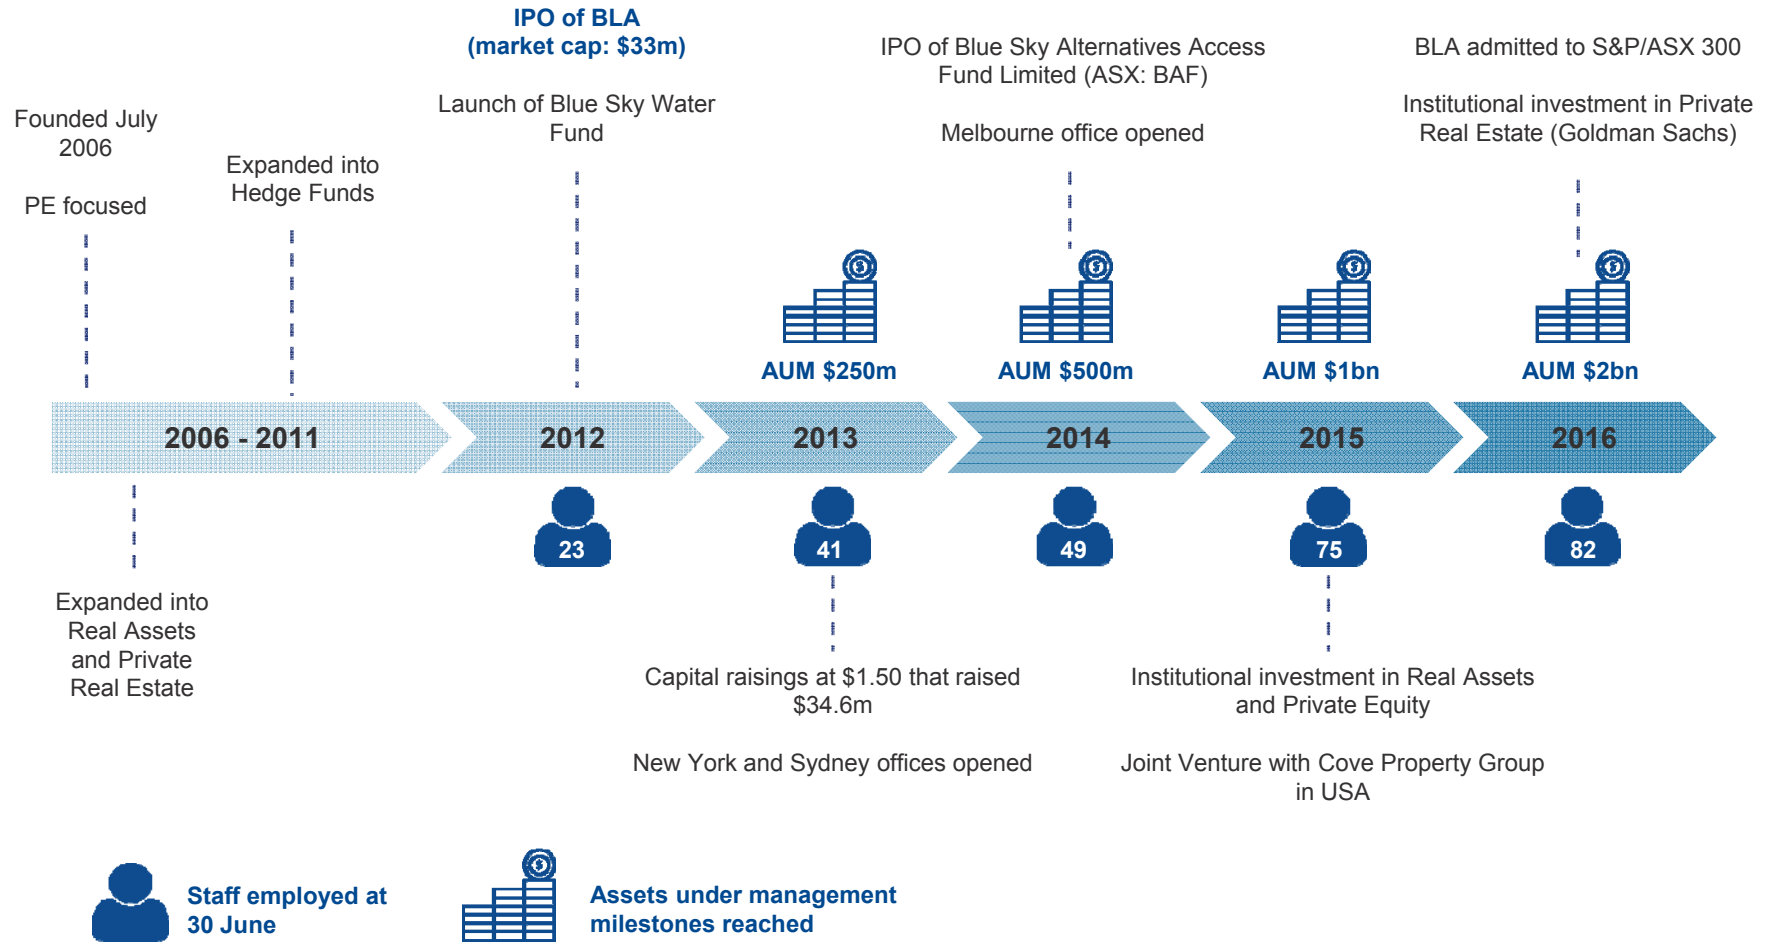 IPO of BLA
(market cap: $33m)
Launch of Blue Sky Water
Fund
IPO of Blue Sky Alternatives Access
Fund Limited (ASX: BAF)
Melbourne office opened
BLA admitted to S&P/ASX 300
Institutional investment in Private
Real Estate (Goldman Sachs)
Founded July
2006
PE focused
Expanded into
Hedge Funds
$
$
$
$
AUM $250m
AUM $500m
AUM $1bn
AUM $2bn
2006 - 2011
2012
2013
2014
2015
2016
23
41
49
75
82
Expanded into
Real Assets
and Private
Real Estate
Capital raisings at $1.50 that raised
$34.6m
New York and Sydney offices opened
Institutional investment in Real Assets
and Private Equity
Joint Venture with Cove Property Group
in USA
Staff employed at
30 June
$
Assets under management
milestones reached